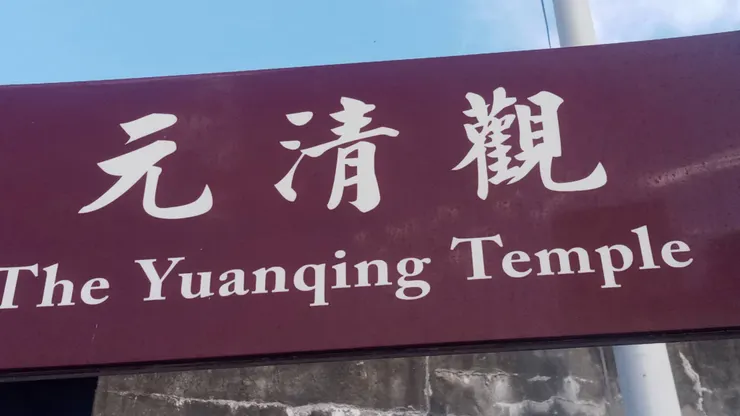 元清觀
The Yuanqing Temple